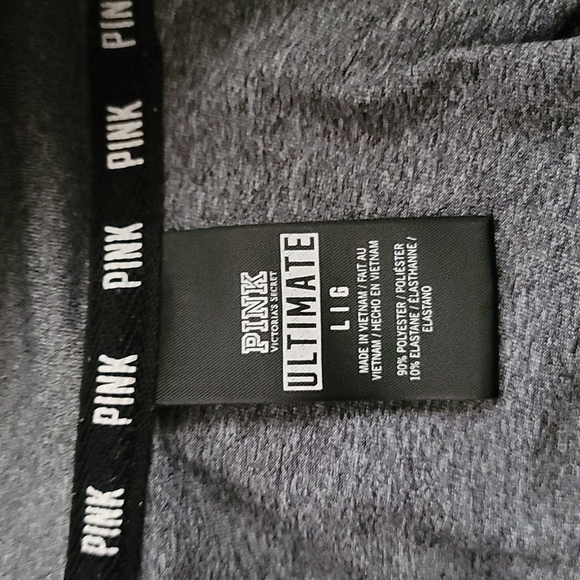 PINK
PINK
PINK
PINK
PINK
PINK
VICTORIA'S SECRET
ULTIMATE
L I G
MADE IN VIETNAM / FAIT AU
VIETNAM / HECHO EN VIETNAM
90% POLYESTER / POLIÉSTER
10% ELASTANE / ÉLASTHANNE /
ELASTANO